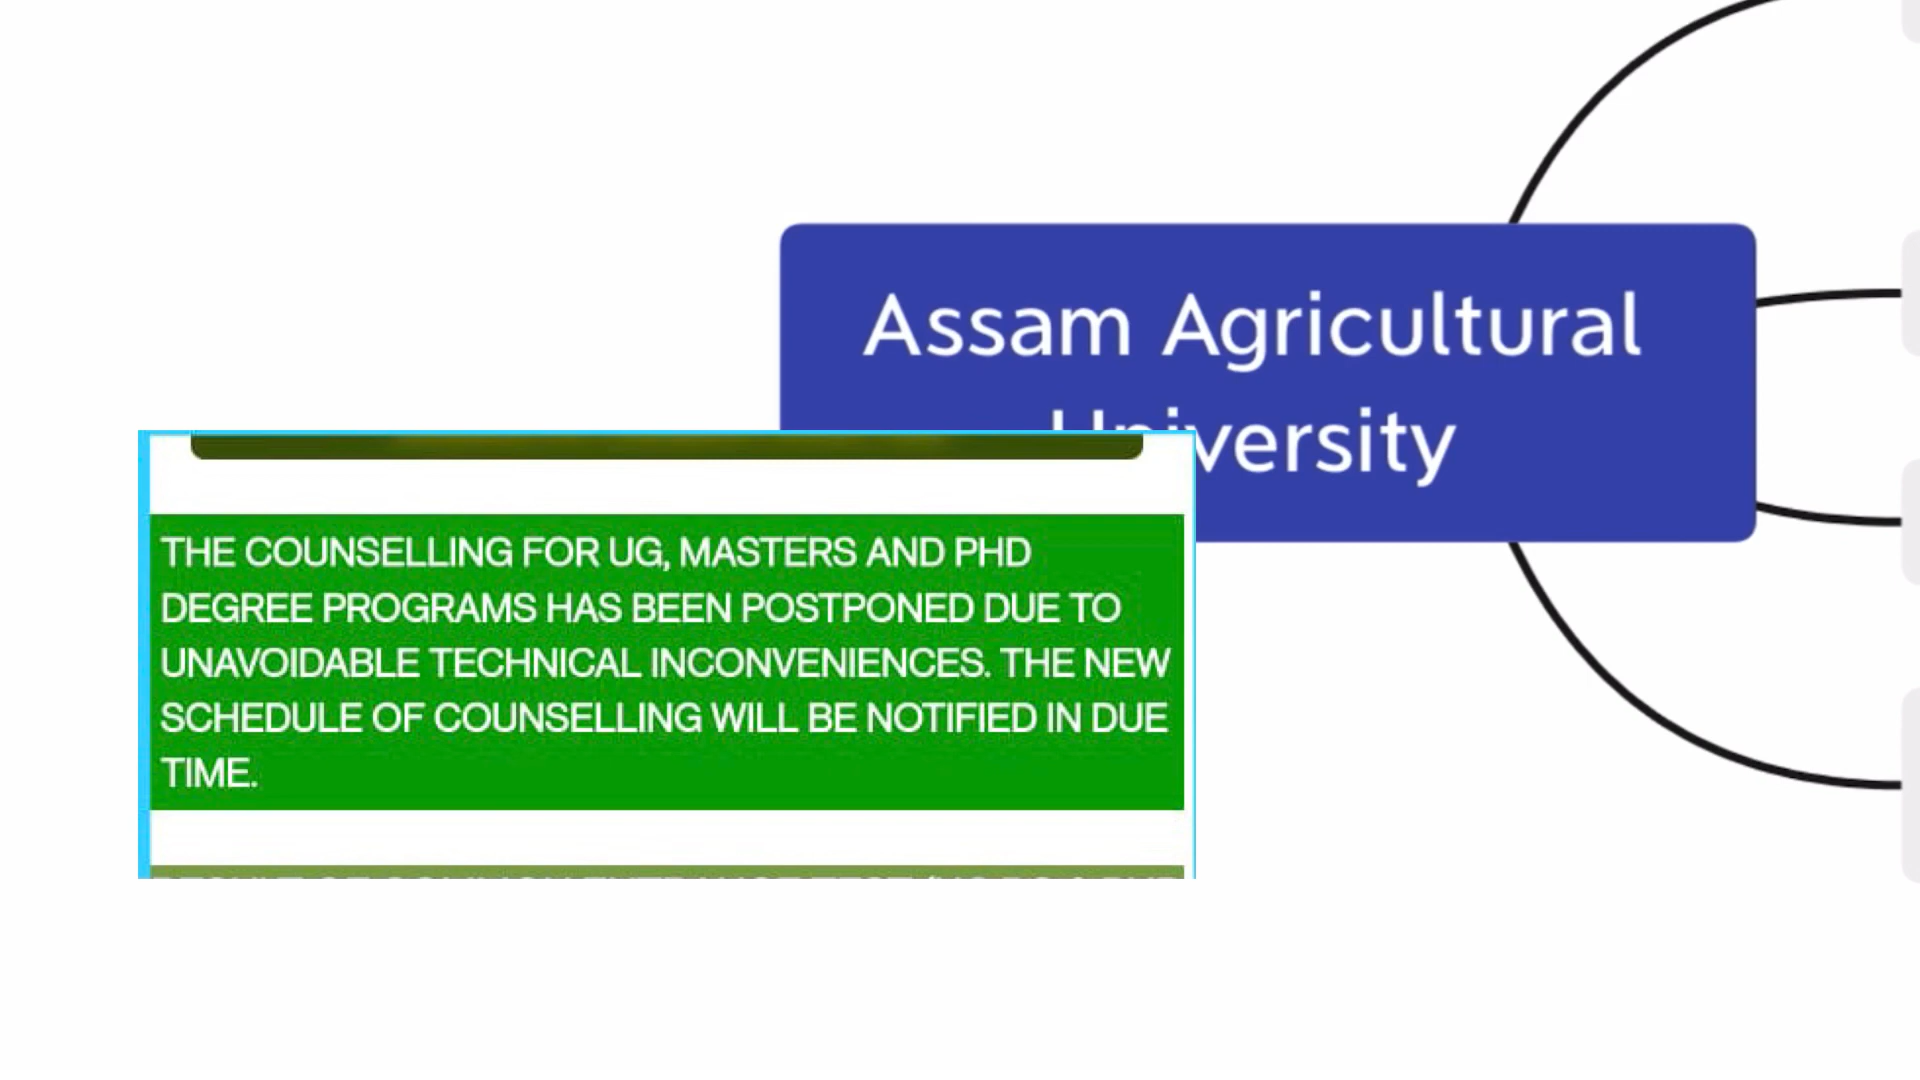 Assam Agricultural
University
THE COUNSELLING FOR UG, MASTERS AND PHD
DEGREE PROGRAMS HAS BEEN POSTPONED DUE TO
UNAVOIDABLE TECHNICAL INCONVENIENCES. THE NEW
SCHEDULE OF COUNSELLING WILL BE NOTIFIED IN DUE
TIME.